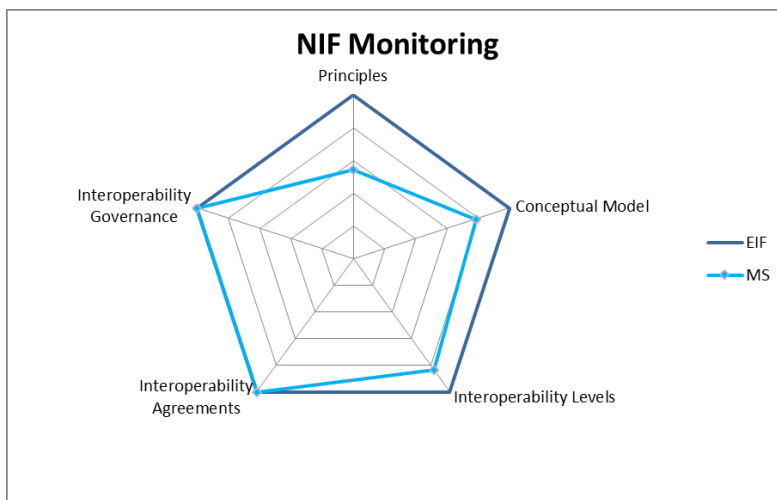 NIF Monitoring
Principles
Interoperability
Governance
Conceptual Model
EIF
MS
Interoperability
Agreements
Interoperability Levels